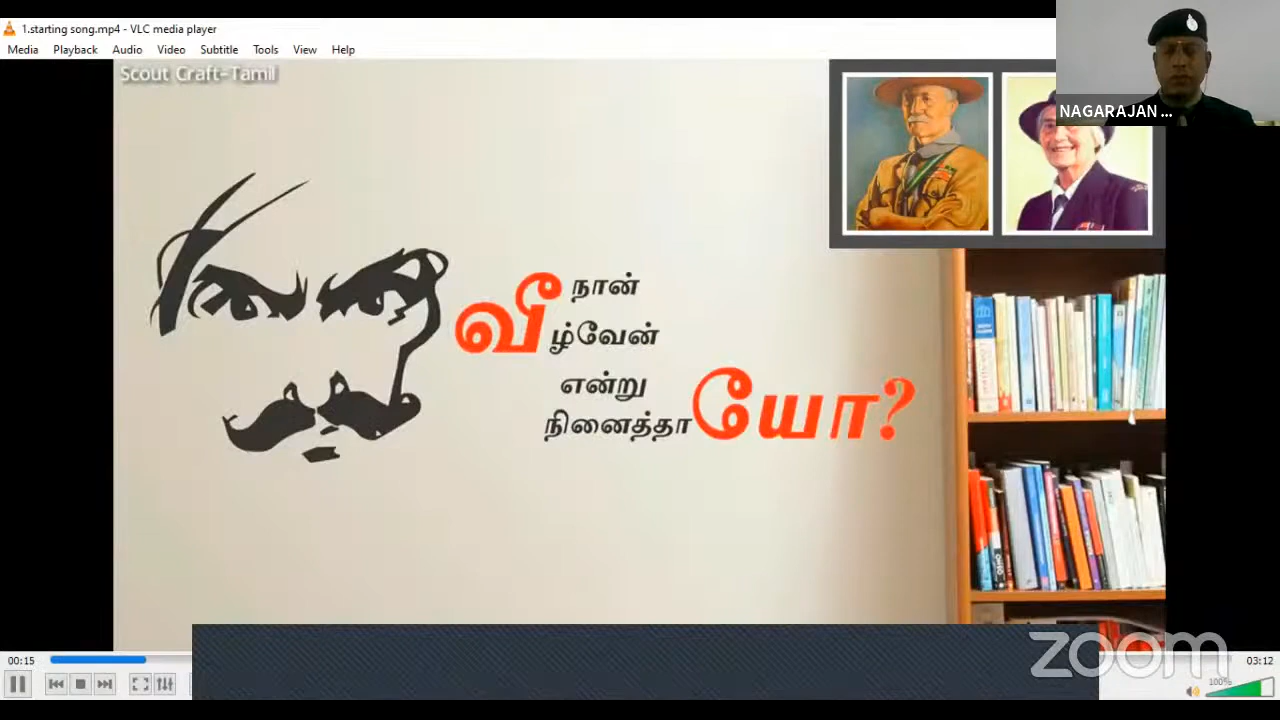 1.starting song.mp4 - VLC media player
Media Playback Audio Video Subtitle Tools View Help
Scout Craft-Tamil
NAGARAJAN ...
நான்
வீழ்வேன்
என்று
நினைத்தாயோ?
zoom
00:15
03:12
100%